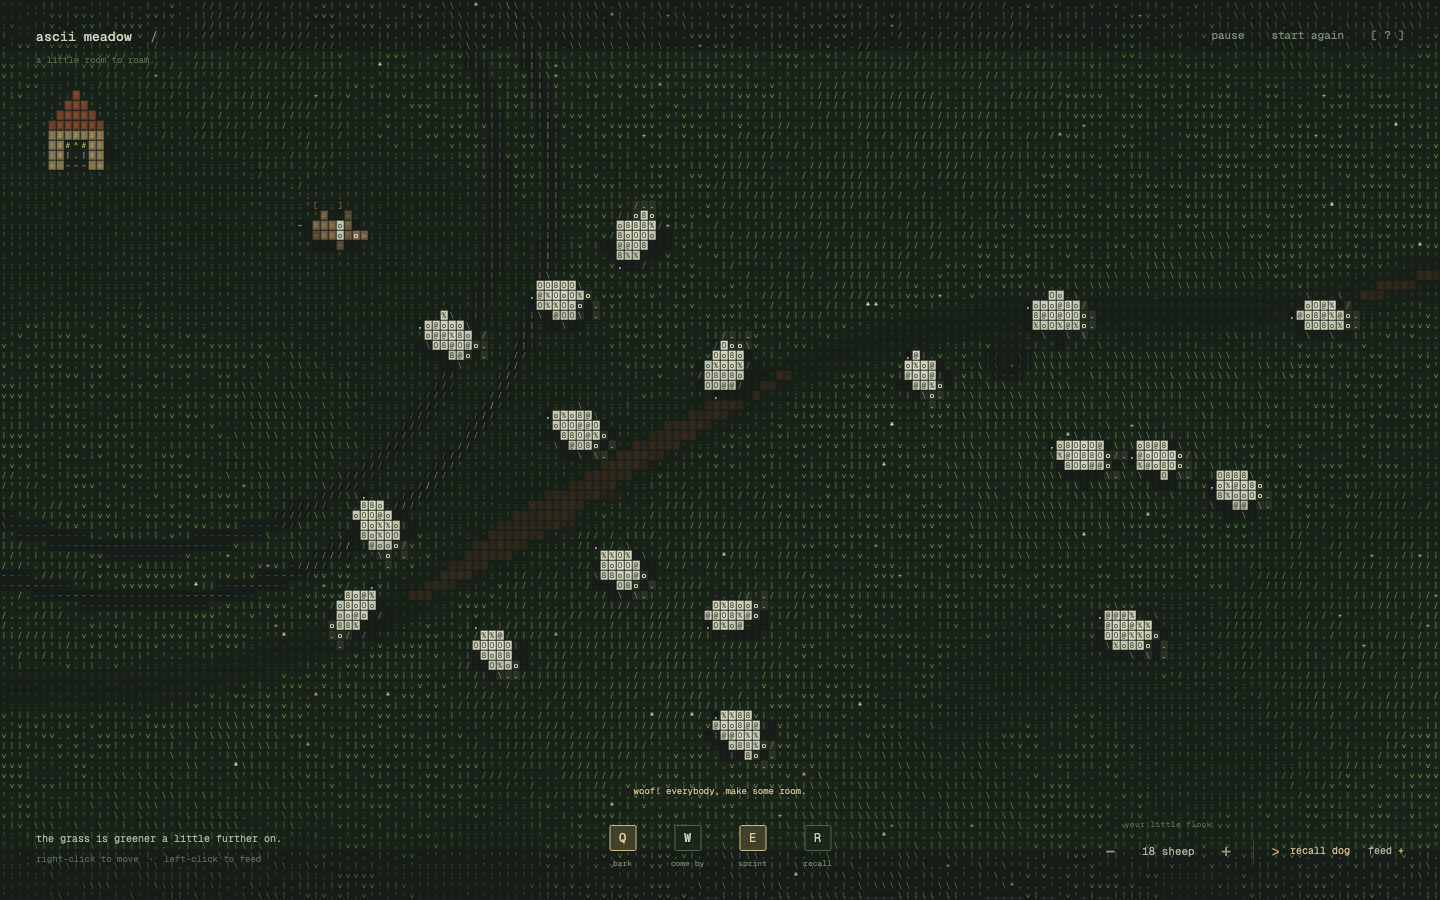 ascii meadow /
a little room to roam.
pause start again [ ? ]
woof! everybody, make some room.
the grass is greener a little further on.
right-click to move · left-click to feed
Q W E R
bark come by sprint recall
your little flock
− 18 sheep + > recall dog feed +